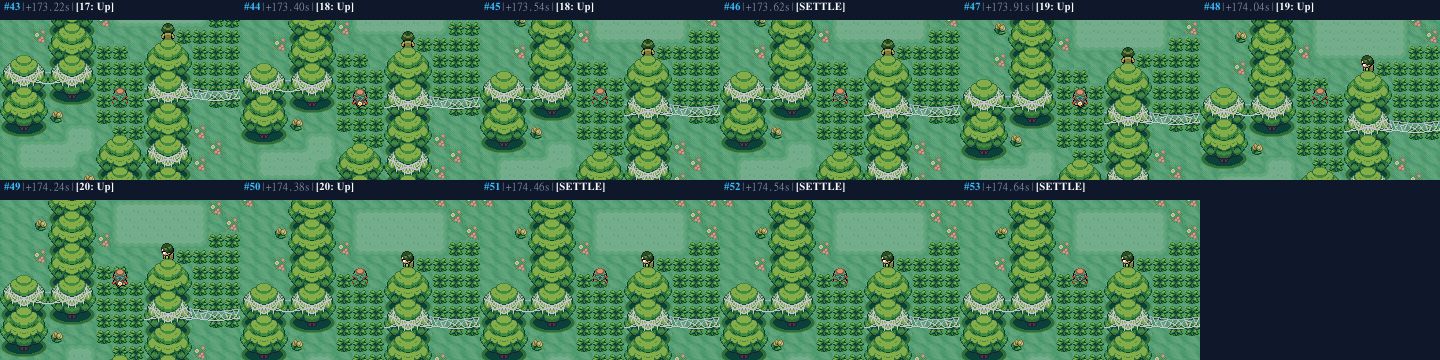 #43|+173.22s|[17: Up]
#44|+173.40s|[18: Up]
#45|+173.54s|[18: Up]
#46|+173.62s|[SETTLE]
#47|+173.91s|[19: Up]
#48|+174.04s|[19: Up]
#49|+174.24s|[20: Up]
#50|+174.38s|[20: Up]
#51|+174.46s|[SETTLE]
#52|+174.54s|[SETTLE]
#53|+174.64s|[SETTLE]